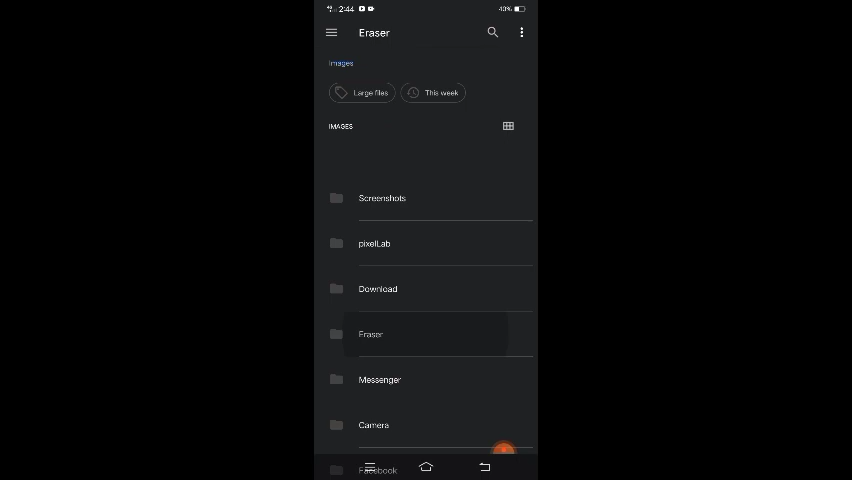 2:44 40%
Eraser
Images
Large files This week
IMAGES
Screenshots
pixelLab
Download
Eraser
Messenger
Camera
Facebook